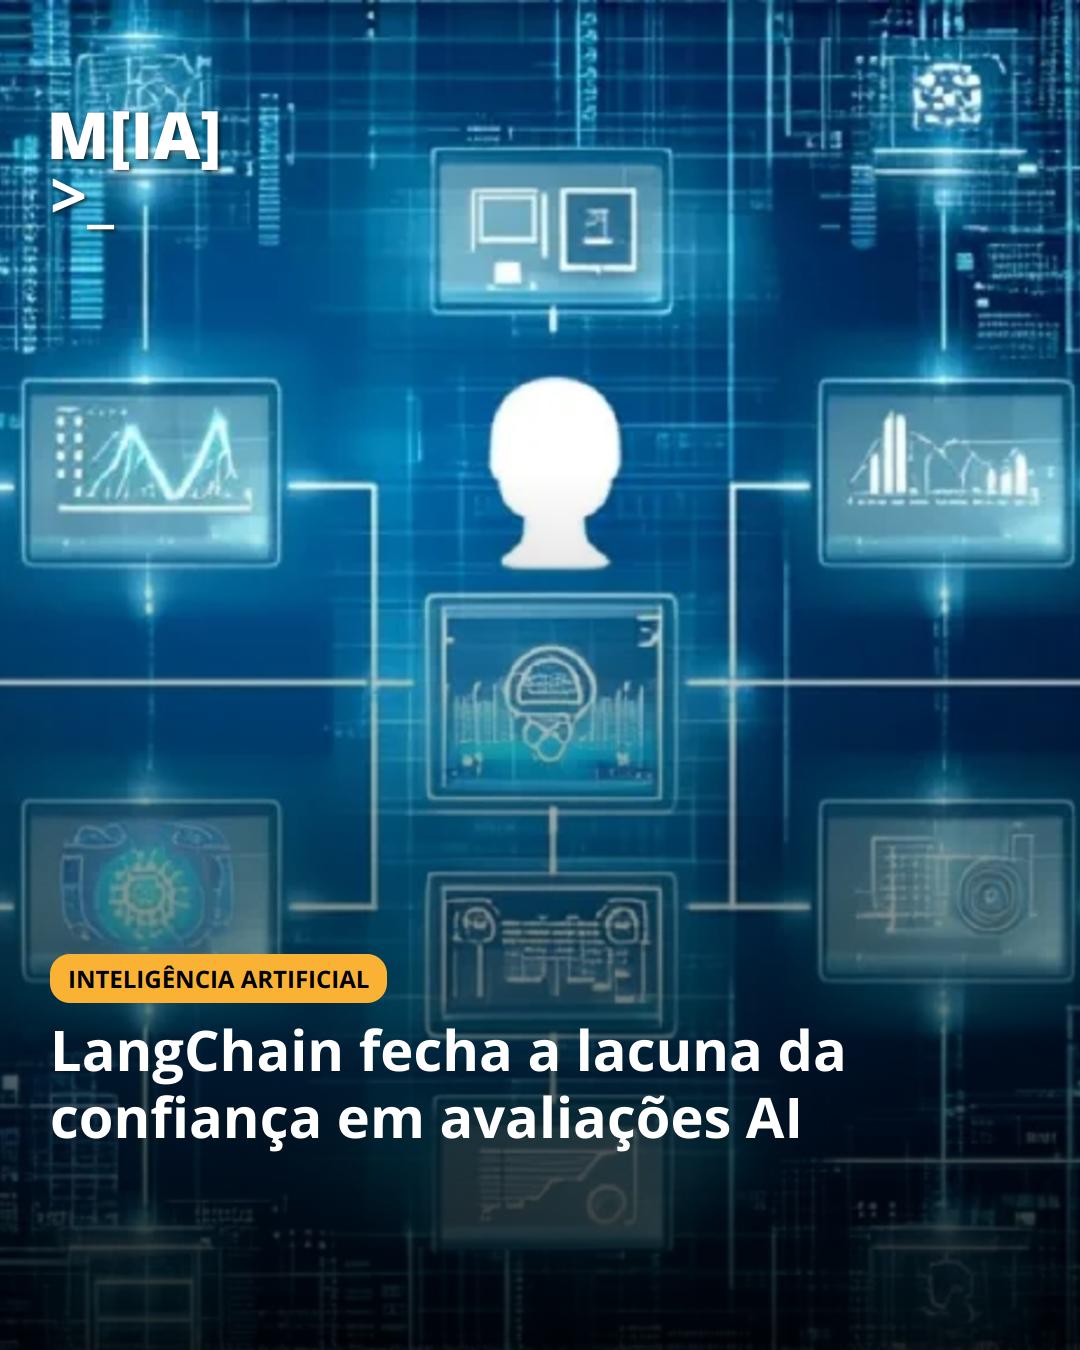 M[IA]
>_
INTELIGÊNCIA ARTIFICIAL
LangChain fecha a lacuna da
confiança em avaliações AI